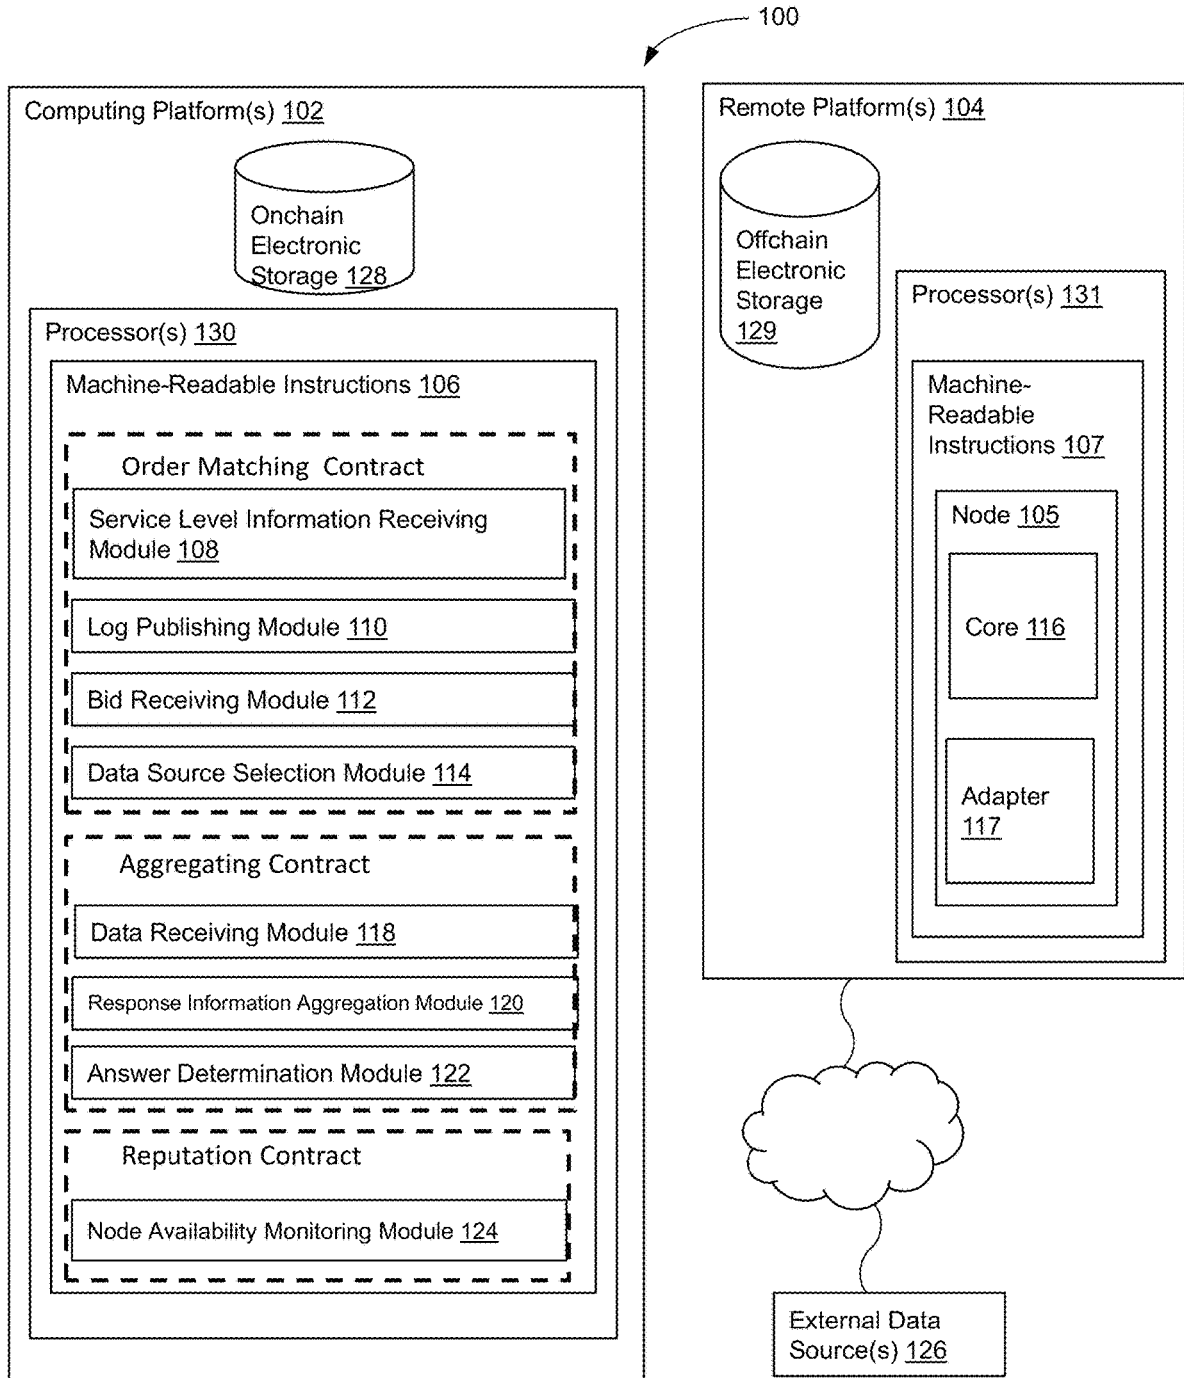 100
Computing Platform(s) 102
Onchain
Electronic
Storage 128
Processor(s) 130
Machine-Readable Instructions 106
Order Matching Contract
Service Level Information Receiving
Module 108
Log Publishing Module 110
Bid Receiving Module 112
Data Source Selection Module 114
Aggregating Contract
Data Receiving Module 118
Response Information Aggregation Module 120
Answer Determination Module 122
Reputation Contract
Node Availability Monitoring Module 124
Remote Platform(s) 104
Offchain
Electronic
Storage
129
Processor(s) 131
Machine-
Readable
Instructions 107
Node 105
Core 116
Adapter
117
External Data
Source(s) 126